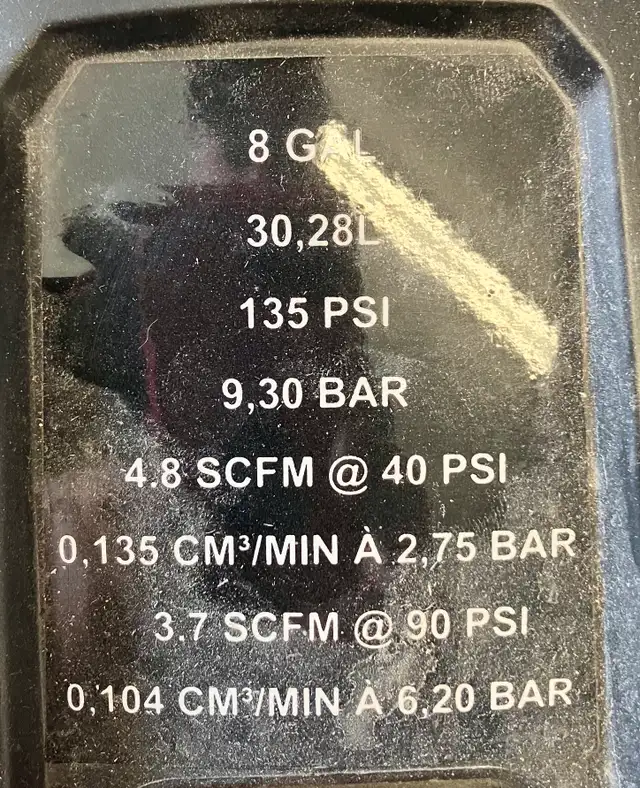 8 GAL
30,28L
135 PSI
9,30 BAR
4.8 SCFM @ 40 PSI
0,135 CM³/MIN À 2,75 BAR
3.7 SCFM @ 90 PSI
0,104 CM³/MIN À 6,20 BAR